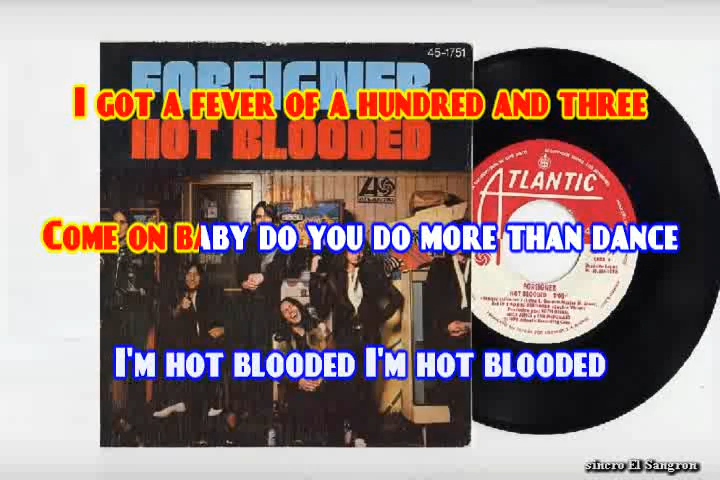 45-1751
FOREIGNER
I GOT A FEVER OF A HUNDRED AND THREE
HOT BLOODED
ATLANTIC
COME ON BABY DO YOU DO MORE THAN DANCE
FOREIGNER
HOT BLOODED
I'M HOT BLOODED I'M HOT BLOODED
sincro El Sangron